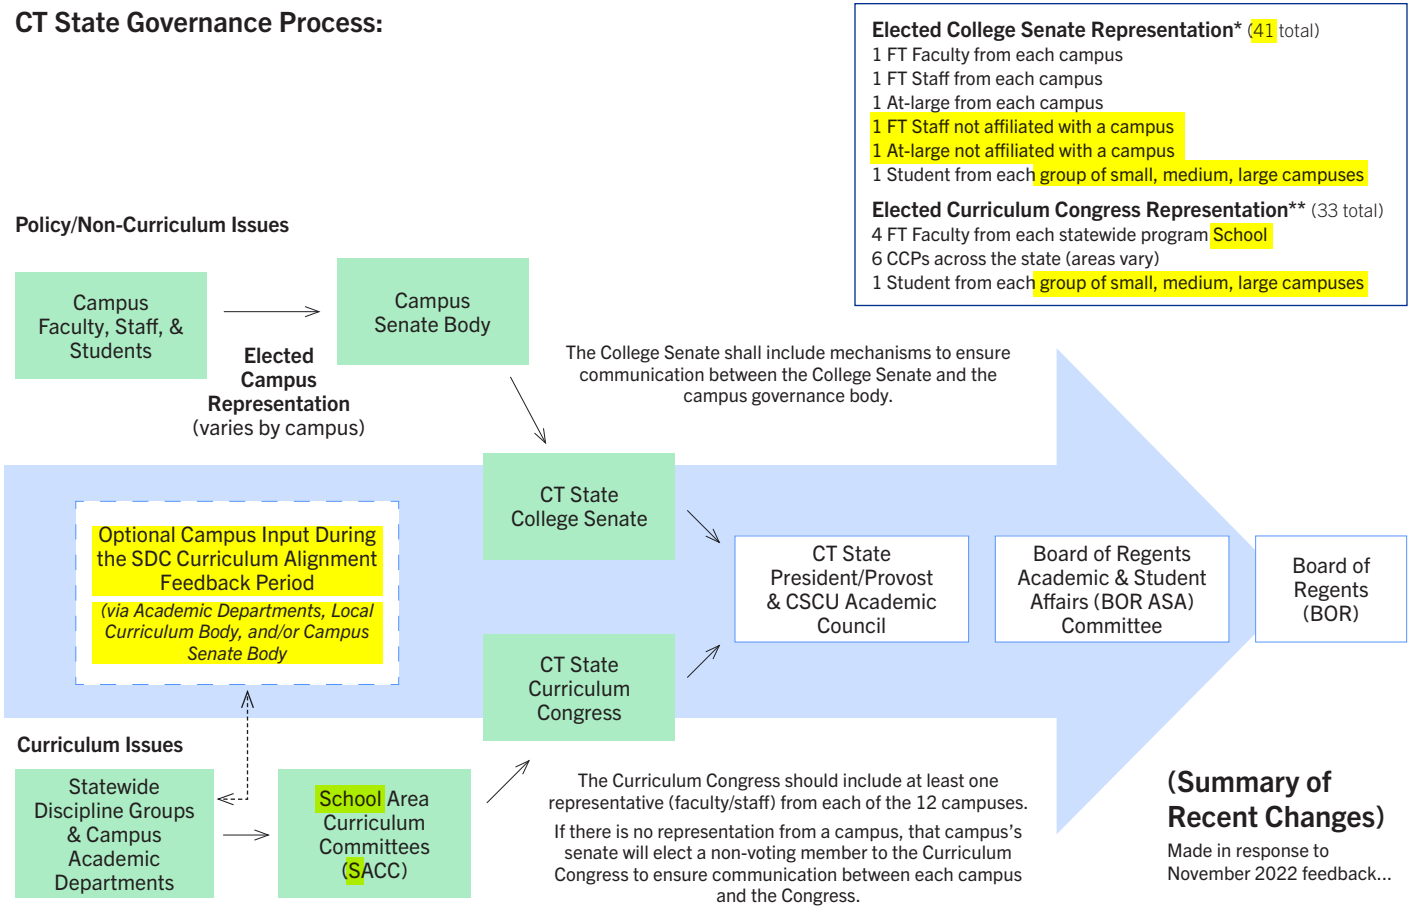 CT State Governance Process:
Elected College Senate Representation* (41 total)
1 FT Faculty from each campus
1 FT Staff from each campus
1 At-large from each campus
1 FT Staff not affiliated with a campus
1 At-large not affiliated with a campus
1 Student from each group of small, medium, large campuses
Elected Curriculum Congress Representation** (33 total)
4 FT Faculty from each statewide program School
6 CCPs across the state (areas vary)
1 Student from each group of small, medium, large campuses
Policy/Non-Curriculum Issues
Campus
Faculty, Staff, &
Students
Elected
Campus
Representation
(varies by campus)
Campus
Senate Body
The College Senate shall include mechanisms to ensure
communication between the College Senate and the
campus governance body.
CT State
College Senate
Optional Campus Input During
the SDC Curriculum Alignment
Feedback Period
(via Academic Departments, Local
Curriculum Body, and/or Campus
Senate Body
CT State
President/Provost
& CSCU Academic
Council
Board of Regents
Academic & Student
Affairs (BOR ASA)
Committee
Board of
Regents
(BOR)
CT State
Curriculum
Congress
Curriculum Issues
Statewide
Discipline Groups
& Campus
Academic
Departments
School Area
Curriculum
Committees
(SACC)
The Curriculum Congress should include at least one
representative (faculty/staff) from each of the 12 campuses.
If there is no representation from a campus, that campus's
senate will elect a non-voting member to the Curriculum
Congress to ensure communication between each campus
and the Congress.
(Summary of
Recent Changes)
Made in response to
November 2022 feedback...